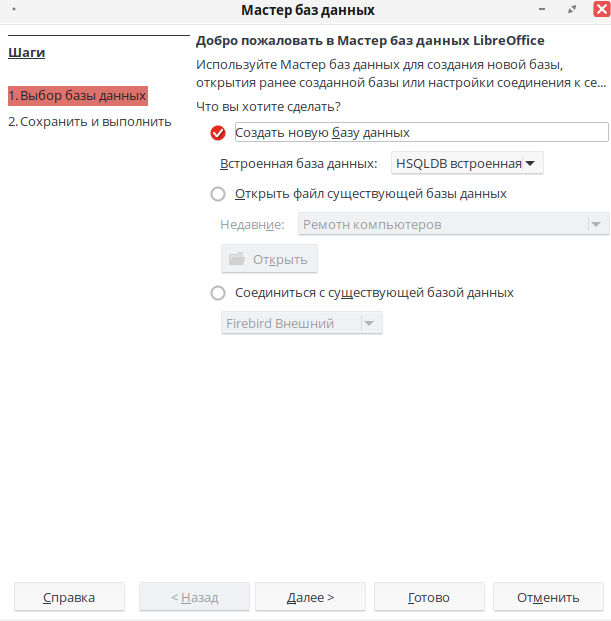 Мастер баз данных
Шаги
1. Выбор базы данных
2. Сохранить и выполнить
Добро пожаловать в Мастер баз данных LibreOffice
Используйте Мастер баз данных для создания новой базы,
открытия ранее созданной базы или настройки соединения к се...
Что вы хотите сделать?
Создать новую базу данных
Встроенная база данных: HSQLDB встроенная
Открыть файл существующей базы данных
Недавние: Ремотн компьютеров
Открыть
Соединиться с существующей базой данных
Firebird Внешний
Справка < Назад Далее > Готово Отменить